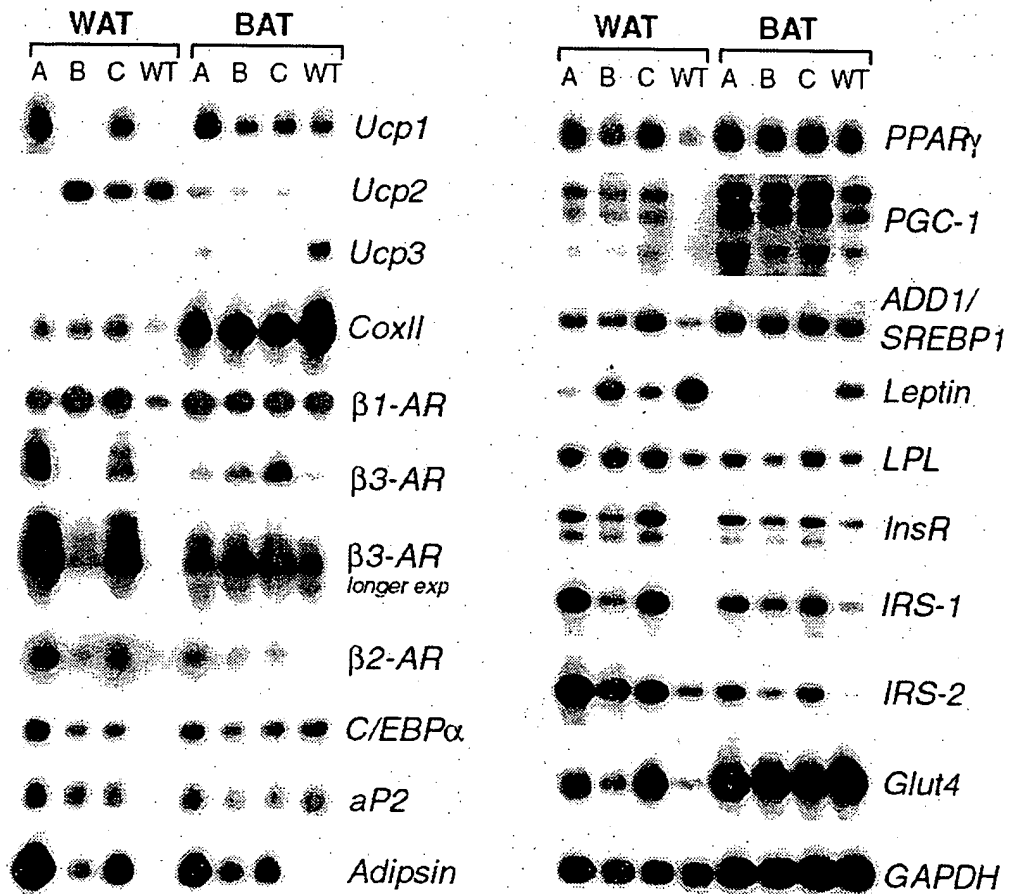 WAT BAT
A B C WT A B C WT
Ucp1
Ucp2
Ucp3
CoxII
β1-AR
β3-AR
β3-AR
longer exp
β2-AR
C/EBPα
aP2
Adipsin
WAT BAT
A B C WT A B C WT
PPARγ
PGC-1
ADD1/
SREBP1
Leptin
LPL
InsR
IRS-1
IRS-2
Glut4
GAPDH